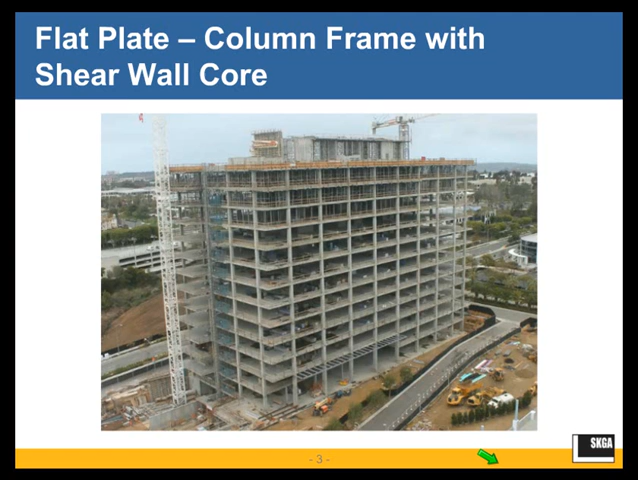 Flat Plate – Column Frame with
Shear Wall Core
- 3 -
SKGA